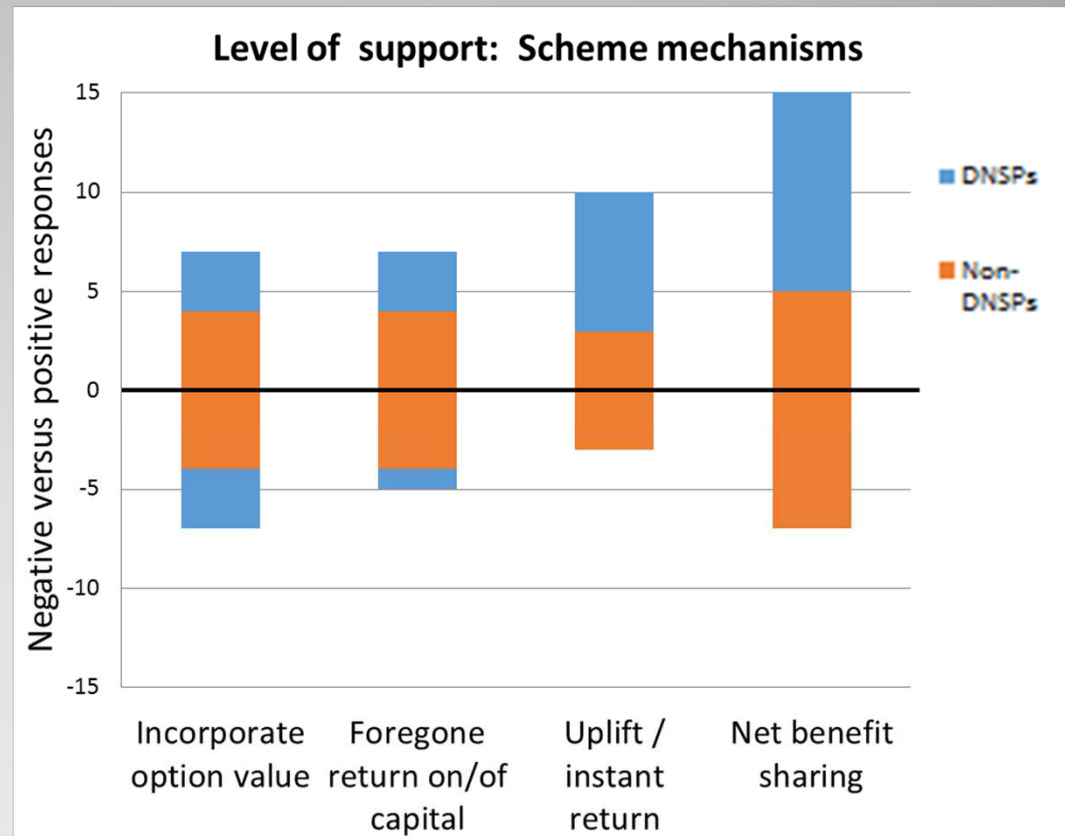 Level of support: Scheme mechanisms
Negative versus positive responses
15
10
5
0
-5
-10
-15
DNSPs
Non-
DNSPs
Incorporate
option value
Foregone
return on/of
capital
Uplift /
instant
return
Net benefit
sharing